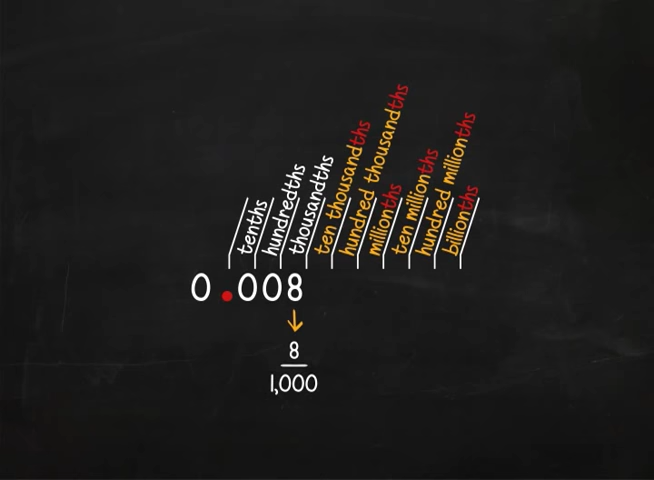 tenths
hundredths
thousandths
ten thousandths
hundred thousandths
millionths
ten millionths
hundred millionths
billionths
0.008
8
1,000